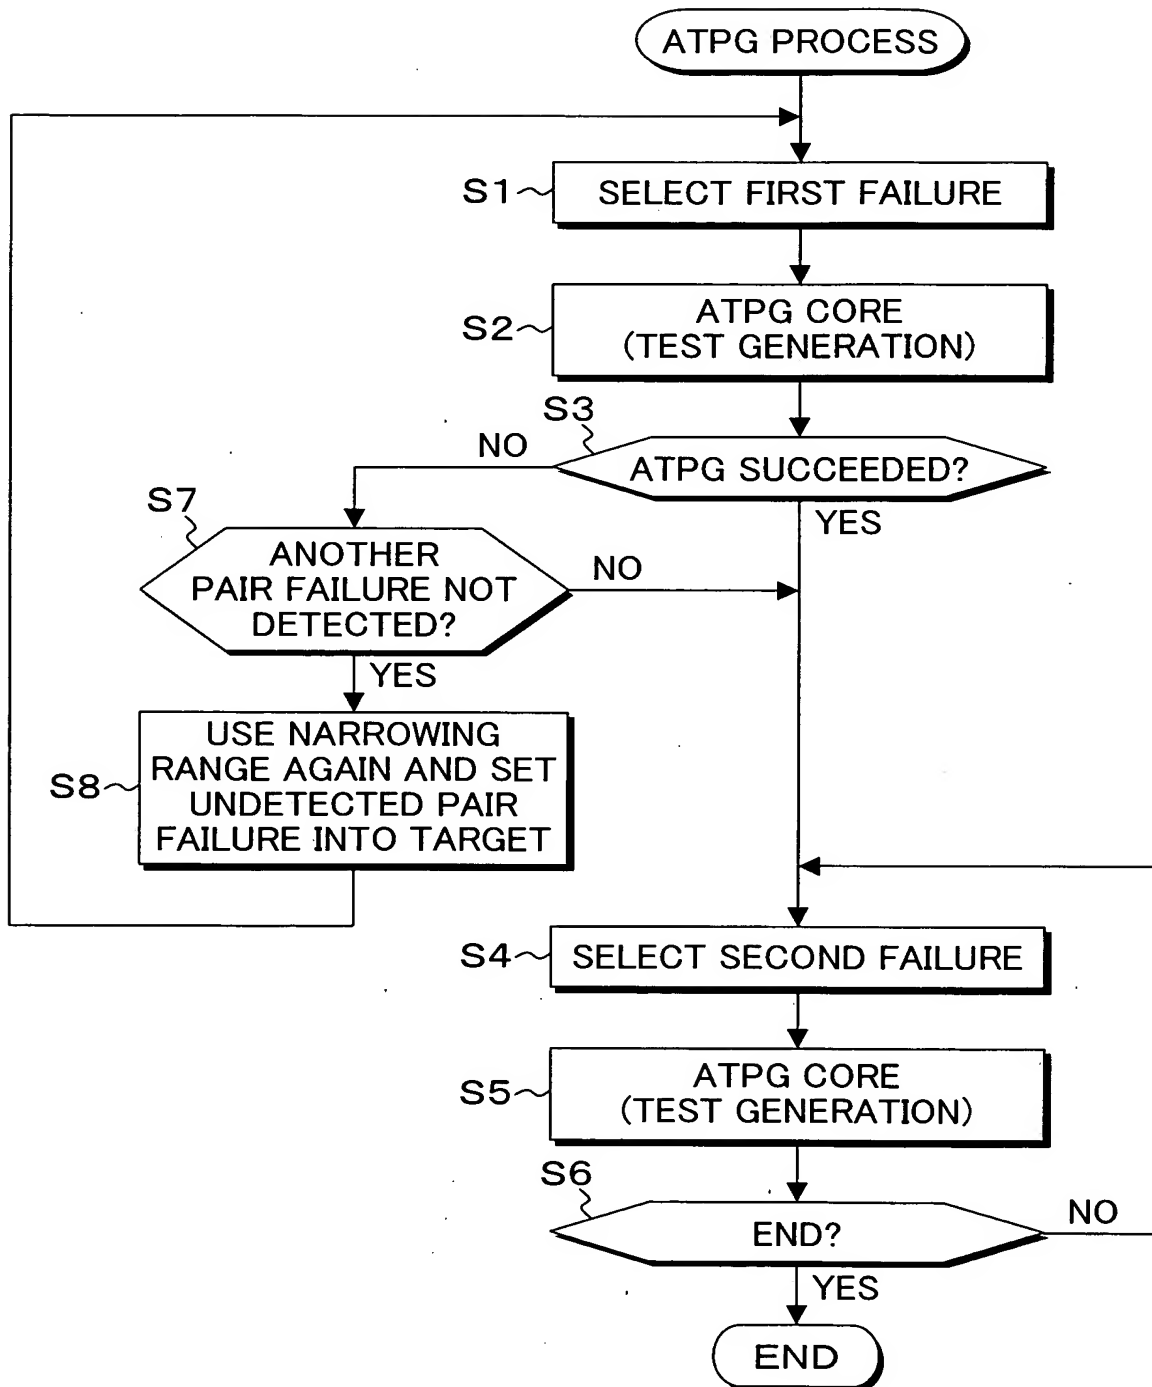 ATPG PROCESS
S1
SELECT FIRST FAILURE
S2
ATPG CORE
(TEST GENERATION)
S3
NO
ATPG SUCCEEDED?
YES
S7
ANOTHER
PAIR FAILURE NOT
DETECTED?
NO
YES
S8
USE NARROWING
RANGE AGAIN AND SET
UNDETECTED PAIR
FAILURE INTO TARGET
S4
SELECT SECOND FAILURE
S5
ATPG CORE
(TEST GENERATION)
S6
END?
NO
YES
END